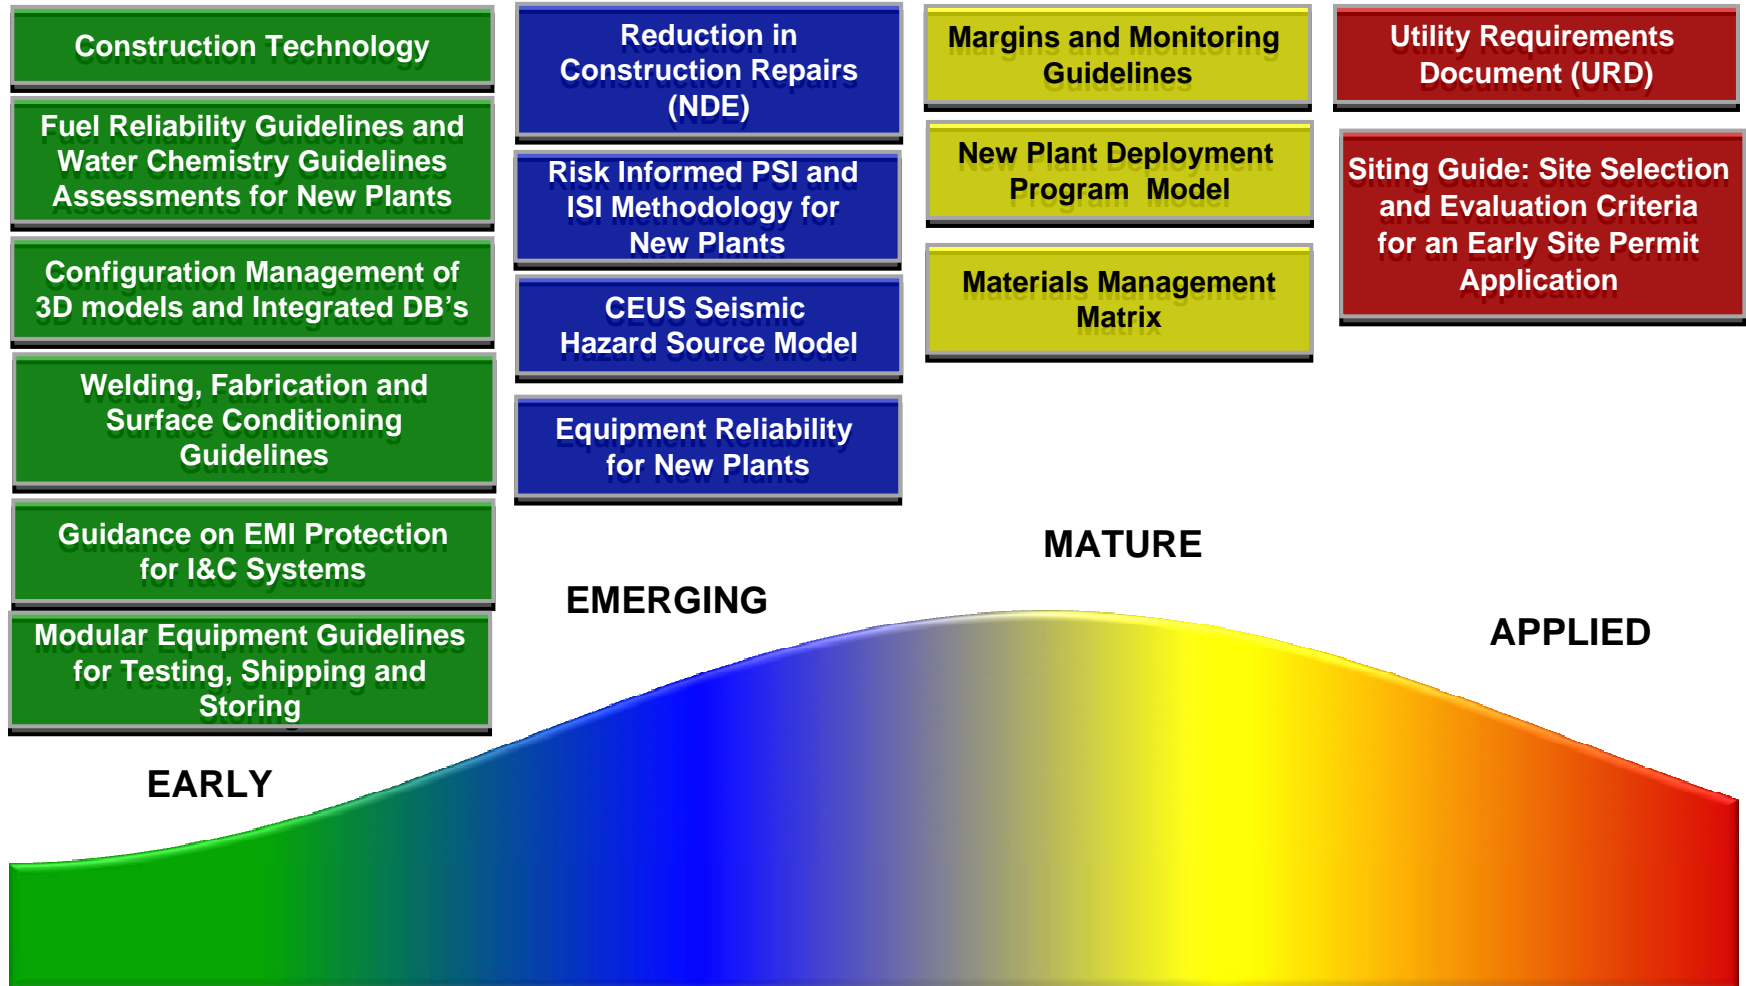 Construction Technology
Fuel Reliability Guidelines and
Water Chemistry Guidelines
Assessments for New Plants
Configuration Management of
3D models and Integrated DB’s
Welding, Fabrication and
Surface Conditioning
Guidelines
Guidance on EMI Protection
for I&C Systems
Modular Equipment Guidelines
for Testing, Shipping and
Storing
Reduction in
Construction Repairs
(NDE)
Risk Informed PSI and
ISI Methodology for
New Plants
CEUS Seismic
Hazard Source Model
Equipment Reliability
for New Plants
Margins and Monitoring
Guidelines
New Plant Deployment
Program Model
Materials Management
Matrix
Utility Requirements
Document (URD)
Siting Guide: Site Selection
and Evaluation Criteria
for an Early Site Permit
Application
EARLY
EMERGING
MATURE
APPLIED